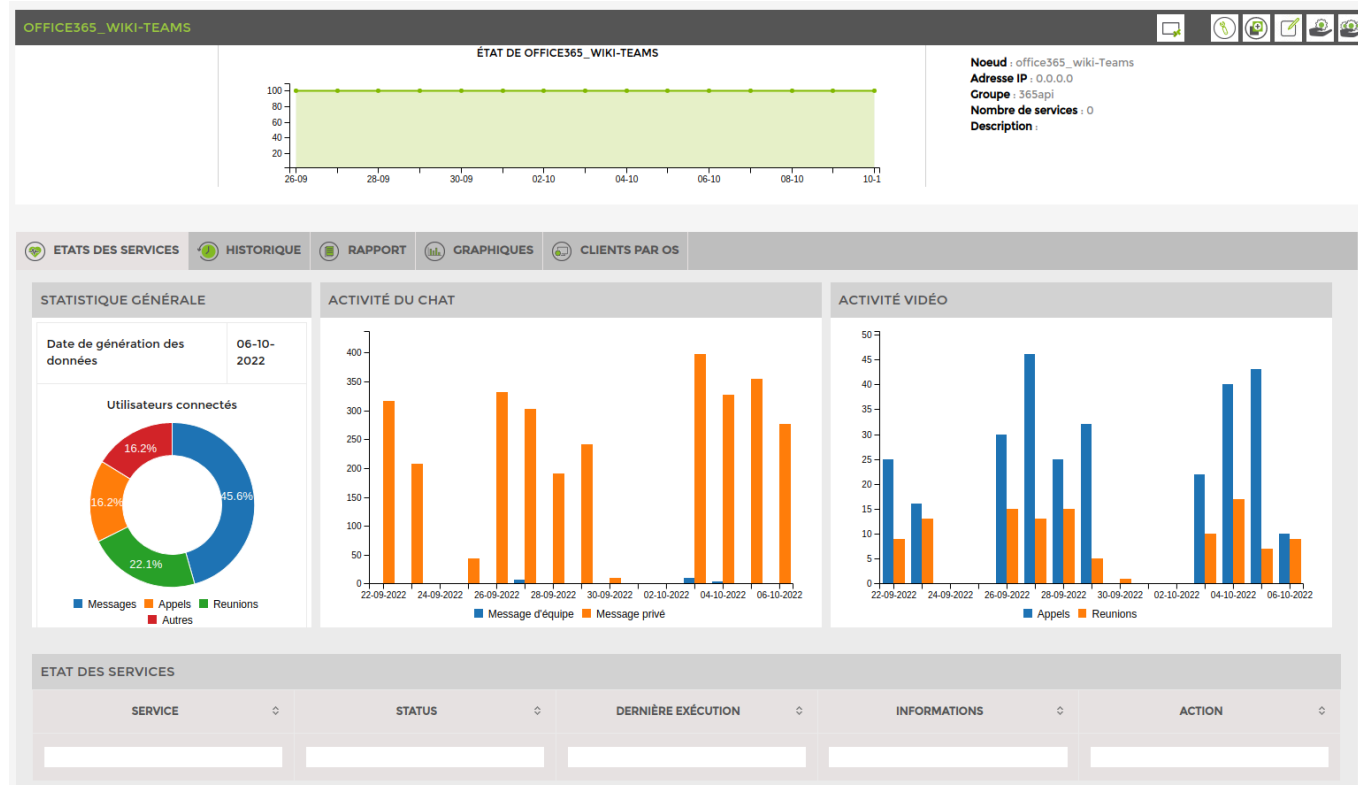 OFFICE365_WIKI-TEAMS
ÉTAT DE OFFICE365_WIKI-TEAMS
100
80
60
40
20
26-09 28-09 30-09 02-10 04-10 06-10 08-10 10-1
Noeud : office365_wiki-Teams
Adresse IP : 0.0.0.0
Groupe : 365api
Nombre de services : 0
Description :
ETATS DES SERVICES HISTORIQUE RAPPORT GRAPHIQUES CLIENTS PAR OS
STATISTIQUE GÉNÉRALE
Date de génération des
données
06-10-
2022
Utilisateurs connectés
16.2%
45.6%
16.2%
22.1%
Messages Appels Reunions
Autres
ACTIVITÉ DU CHAT
400
350
300
250
200
150
100
50
0
22-09-2022 24-09-2022 26-09-2022 28-09-2022 30-09-2022 02-10-2022 04-10-2022 06-10-2022
Message d'équipe Message privé
ACTIVITÉ VIDÉO
50
45
40
35
30
25
20
15
10
5
0
22-09-2022 24-09-2022 26-09-2022 28-09-2022 30-09-2022 02-10-2022 04-10-2022 06-10-2022
Appels Reunions
ETAT DES SERVICES
SERVICE STATUS DERNIÈRE EXÉCUTION INFORMATIONS ACTION